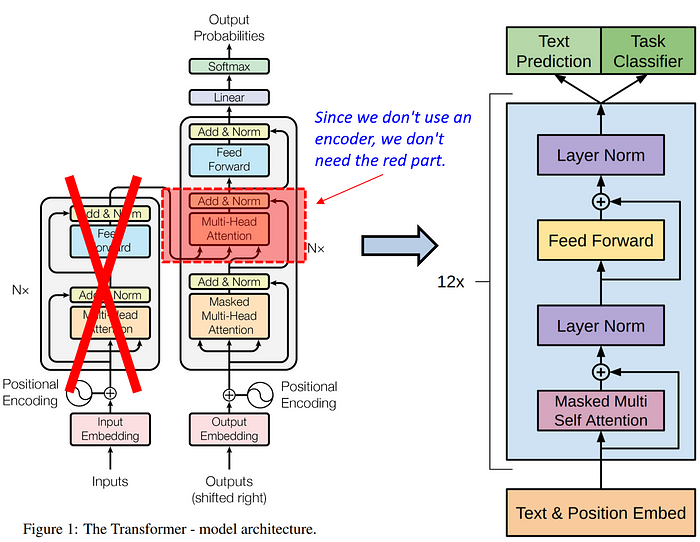 Output
Probabilities
Softmax
Linear
Add & Norm
Feed
Forward
Add & Norm
Multi-Head
Attention
Add & Norm
Masked
Multi-Head
Attention
N×
Positional
Encoding
Output
Embedding
Outputs
(shifted right)
Add & Norm
Feed
Forward
Add & Norm
Multi-Head
Attention
N×
Positional
Encoding
Input
Embedding
Inputs
Since we don't use an
encoder, we don't
need the red part.
Text
Prediction
Task
Classifier
Layer Norm
Feed Forward
12x
Layer Norm
Masked Multi
Self Attention
Text & Position Embed
Figure 1: The Transformer - model architecture.